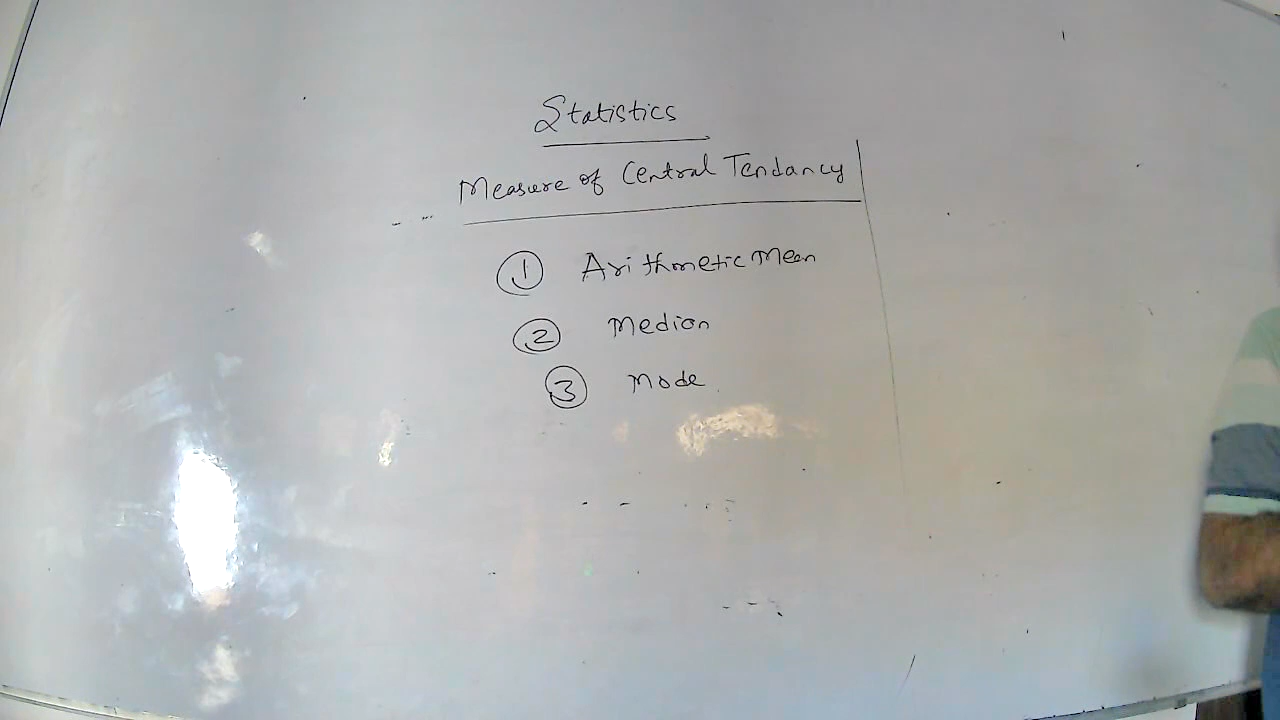 Statistics
Measure of Central Tendancy
① Arithmetic Mean
② Median
③ Mode